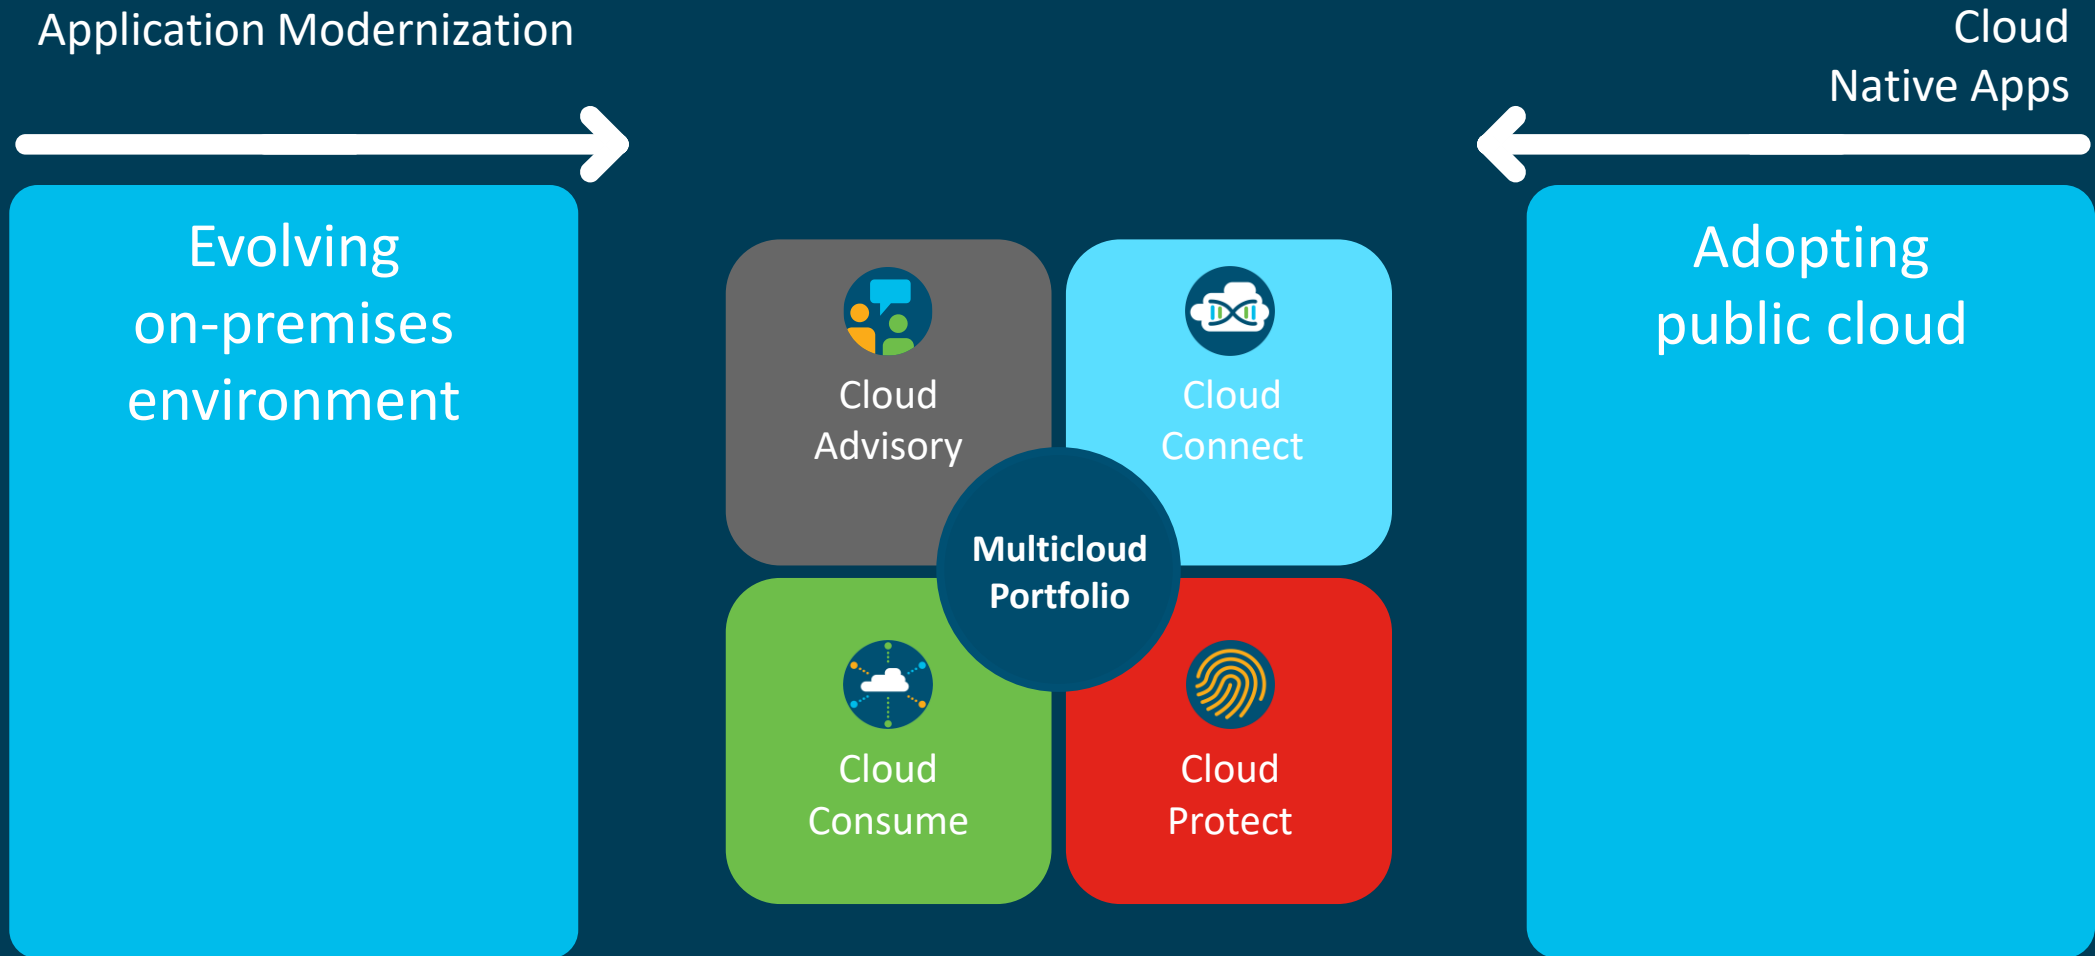 Application Modernization
Cloud
Native Apps
Evolving
on-premises
environment
Cloud
Advisory
Cloud
Connect
Multicloud
Portfolio
Cloud
Consume
Cloud
Protect
Adopting
public cloud